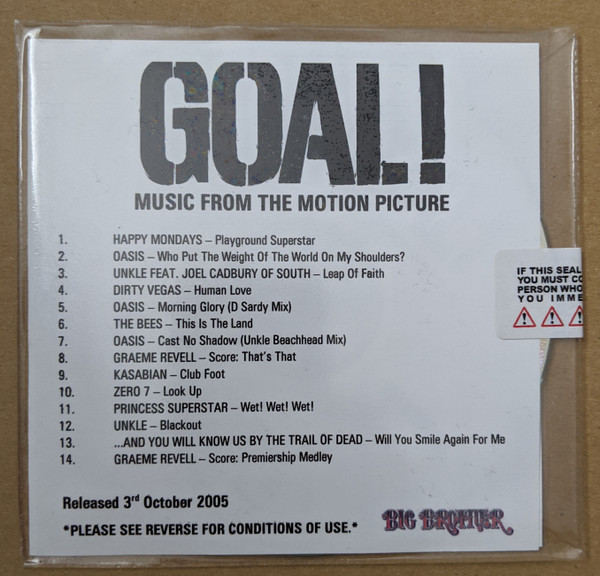 GOAL!
MUSIC FROM THE MOTION PICTURE
1. HAPPY MONDAYS – Playground Superstar
2. OASIS – Who Put The Weight Of The World On My Shoulders?
3. UNKLE FEAT. JOEL CADBURY OF SOUTH – Leap Of Faith
4. DIRTY VEGAS – Human Love
5. OASIS – Morning Glory (D Sardy Mix)
6. THE BEES – This Is The Land
7. OASIS – Cast No Shadow (Unkle Beachhead Mix)
8. GRAEME REVELL – Score: That's That
9. KASABIAN – Club Foot
10. ZERO 7 – Look Up
11. PRINCESS SUPERSTAR – Wet! Wet! Wet!
12. UNKLE – Blackout
13. ...AND YOU WILL KNOW US BY THE TRAIL OF DEAD – Will You Smile Again For Me
14. GRAEME REVELL – Score: Premiership Medley
IF THIS SEAL
YOU MUST CO
PERSON WHO
YOU IMME
Released 3rd October 2005
*PLEASE SEE REVERSE FOR CONDITIONS OF USE.*
BIG BROTHER